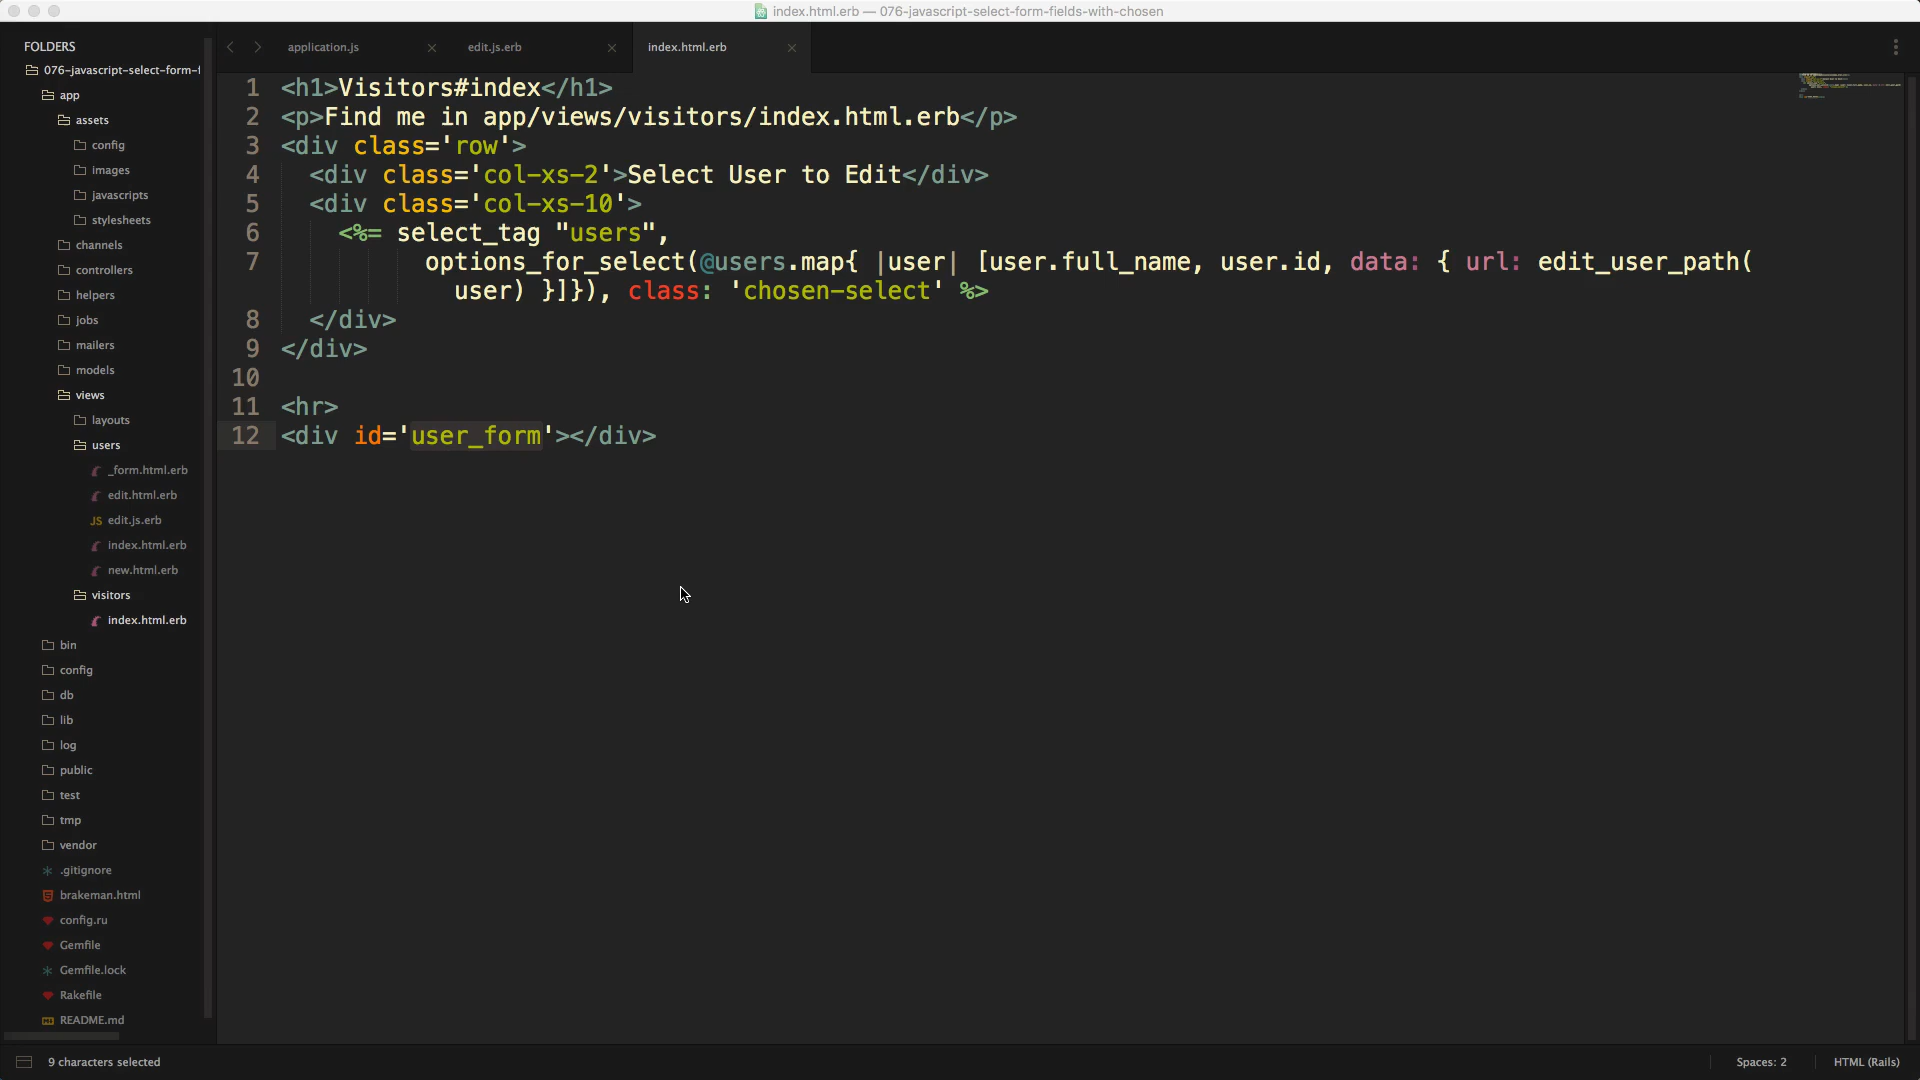 index.html.erb — 076-javascript-select-form-fields-with-chosen
FOLDERS
076-javascript-select-form-f
app
assets
config
images
javascripts
stylesheets
channels
controllers
helpers
jobs
mailers
models
views
layouts
users
_form.html.erb
edit.html.erb
JS edit.js.erb
index.html.erb
new.html.erb
visitors
index.html.erb
bin
config
db
lib
log
public
test
tmp
vendor
.gitignore
brakeman.html
config.ru
Gemfile
Gemfile.lock
Rakefile
README.md
application.js
edit.js.erb
index.html.erb
1 <h1>Visitors#index</h1>
2 <p>Find me in app/views/visitors/index.html.erb</p>
3 <div class='row'>
4 <div class='col-xs-2'>Select User to Edit</div>
5 <div class='col-xs-10'>
6 <%= select_tag "users",
7 options_for_select(@users.map{ |user| [user.full_name, user.id, data: { url: edit_user_path(
user) }]}), class: 'chosen-select' %>
8 </div>
9 </div>
10
11 <hr>
12 <div id='user_form'></div>
9 characters selected
Spaces: 2
HTML (Rails)